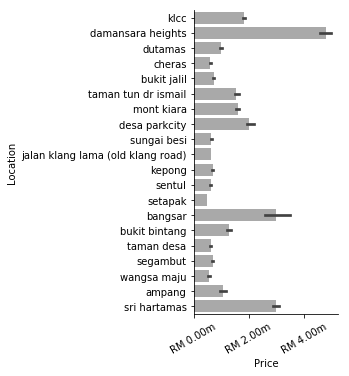 klcc
damansara heights
dutamas
cheras
bukit jalil
taman tun dr ismail
mont kiara
desa parkcity
sungai besi
jalan klang lama (old klang road)
kepong
sentul
setapak
bangsar
bukit bintang
taman desa
segambut
wangsa maju
ampang
sri hartamas
Location
RM 0.00m
RM 2.00m
RM 4.00m
Price